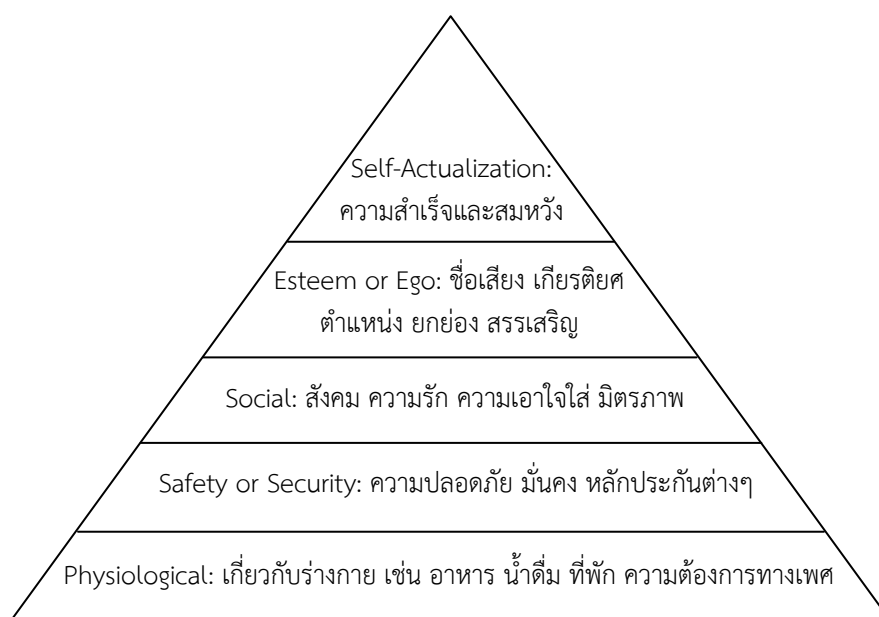 Self-Actualization:
ความสำเร็จและสมหวัง
Esteem or Ego: ชื่อเสียง เกียรติยศ
ตำแหน่ง ยกย่อง สรรเสริญ
Social: สังคม ความรัก ความเอาใจใส่ มิตรภาพ
Safety or Security: ความปลอดภัย มั่นคง หลักประกันต่างๆ
Physiological: เกี่ยวกับร่างกาย เช่น อาหาร น้ำดื่ม ที่พัก ความต้องการทางเพศ